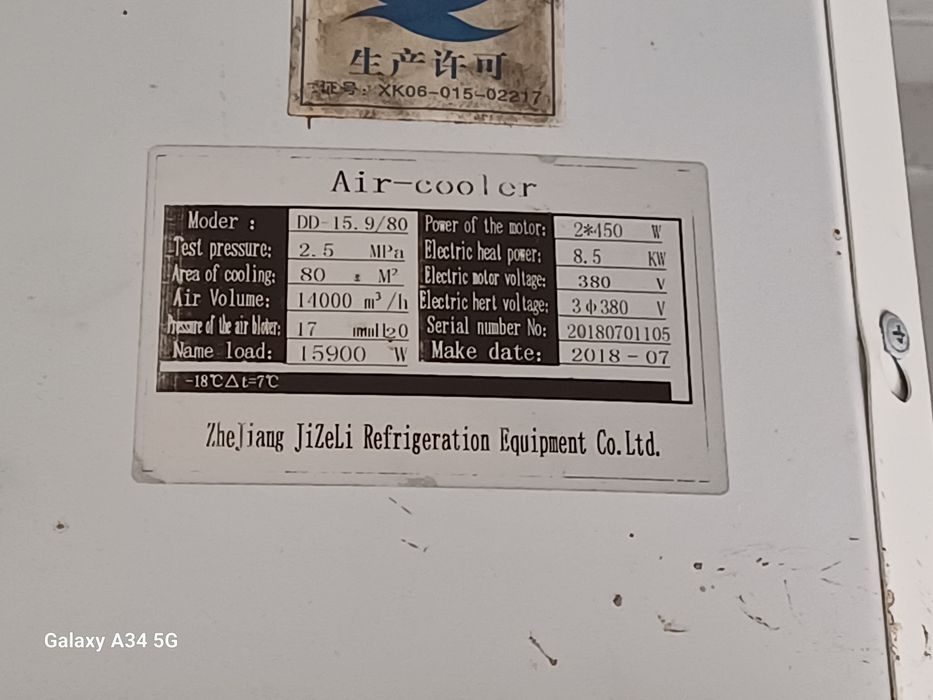 生产许可
证号: XK06-015-02217
Air-cooler
Moder : DD-15.9/80 Power of the motor: 2*450 W
Test pressure: 2.5 MPa Electric heat power: 8.5 KW
Area of cooling: 80 M² Electric motor voltage: 380 V
Air Volume: 14000 m³/h Electric hert voltage: 3φ380 V
Pressure of the air blower: 17 mmH₂O Serial number No: 20180701105
Name load: 15900 W Make date: 2018-07
-18℃△t=7℃
ZheJiang JiZeLi Refrigeration Equipment Co.Ltd.
Galaxy A34 5G